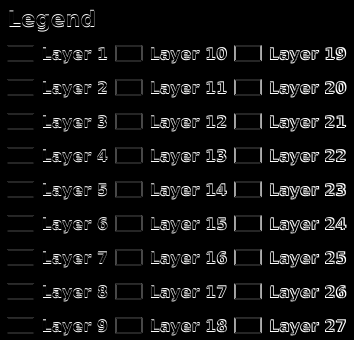 Legend
Layer 1 Layer 10 Layer 19
Layer 2 Layer 11 Layer 20
Layer 3 Layer 12 Layer 21
Layer 4 Layer 13 Layer 22
Layer 5 Layer 14 Layer 23
Layer 6 Layer 15 Layer 24
Layer 7 Layer 16 Layer 25
Layer 8 Layer 17 Layer 26
Layer 9 Layer 18 Layer 27